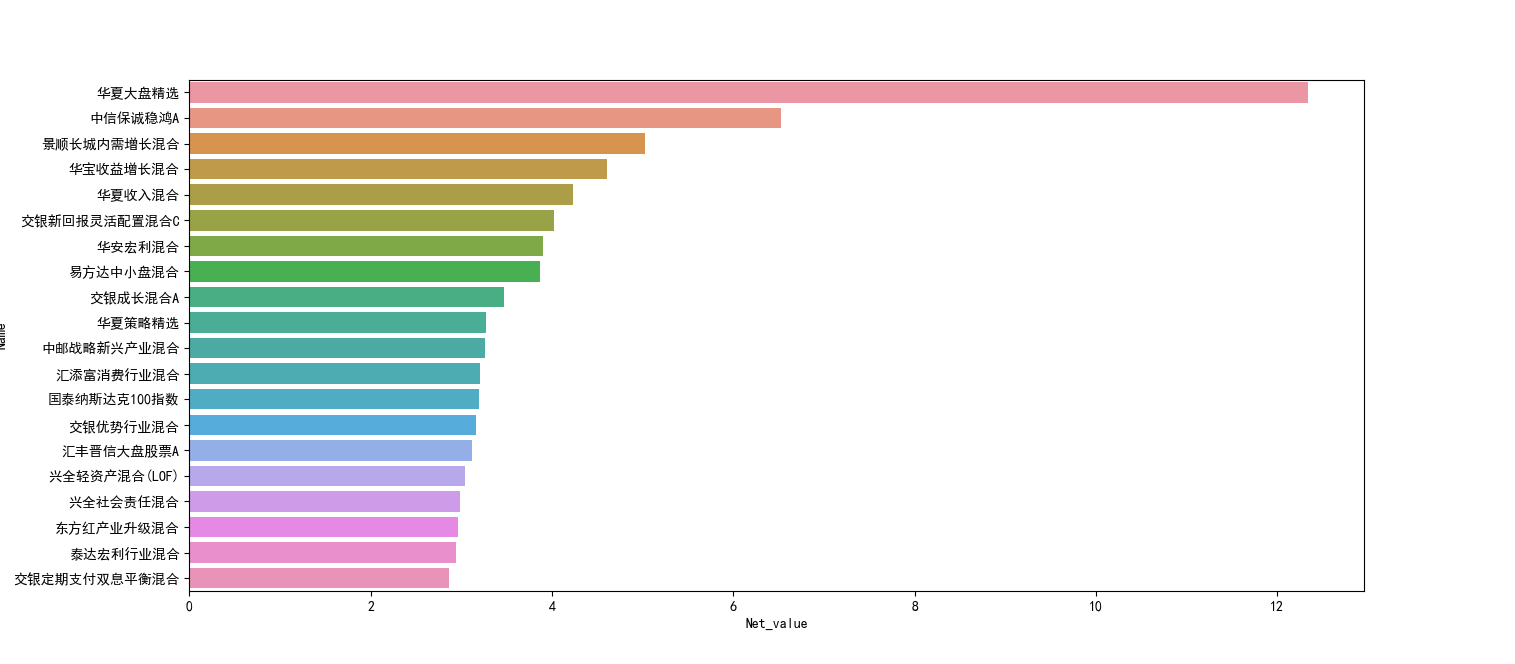 华夏大盘精选
中信保诚稳鸿A
景顺长城内需增长混合
华宝收益增长混合
华夏收入混合
交银新回报灵活配置混合C
华安宏利混合
易方达中小盘混合
交银成长混合A
华夏策略精选
中邮战略新兴产业混合
汇添富消费行业混合
国泰纳斯达克100指数
交银优势行业混合
汇丰晋信大盘股票A
兴全轻资产混合(LOF)
兴全社会责任混合
东方红产业升级混合
泰达宏利行业混合
交银定期支付双息平衡混合
Name
0 2 4 6 8 10 12
Net_value